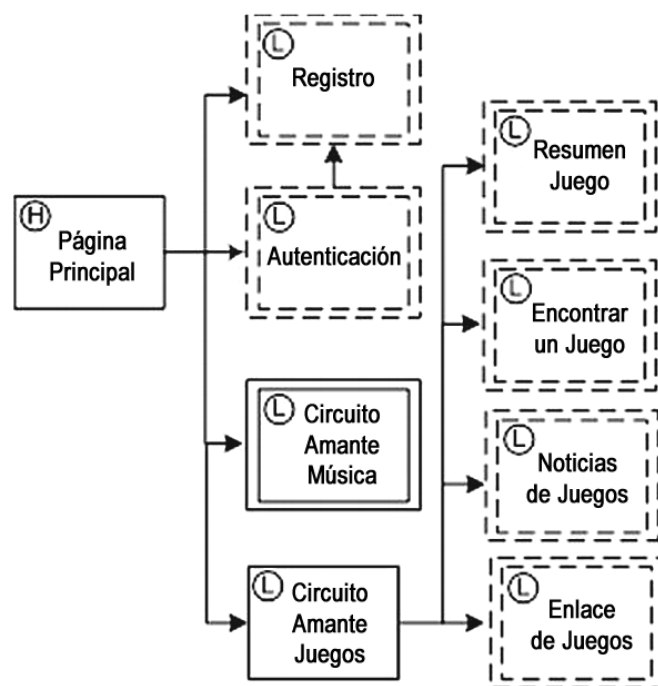 L
Registro
L
Resumen
Juego
H
Página
Principal
L
Autenticación
L
Encontrar
un Juego
L
Circuito
Amante
Música
L
Noticias
de Juegos
L
Circuito
Amante
Juegos
L
Enlace
de Juegos